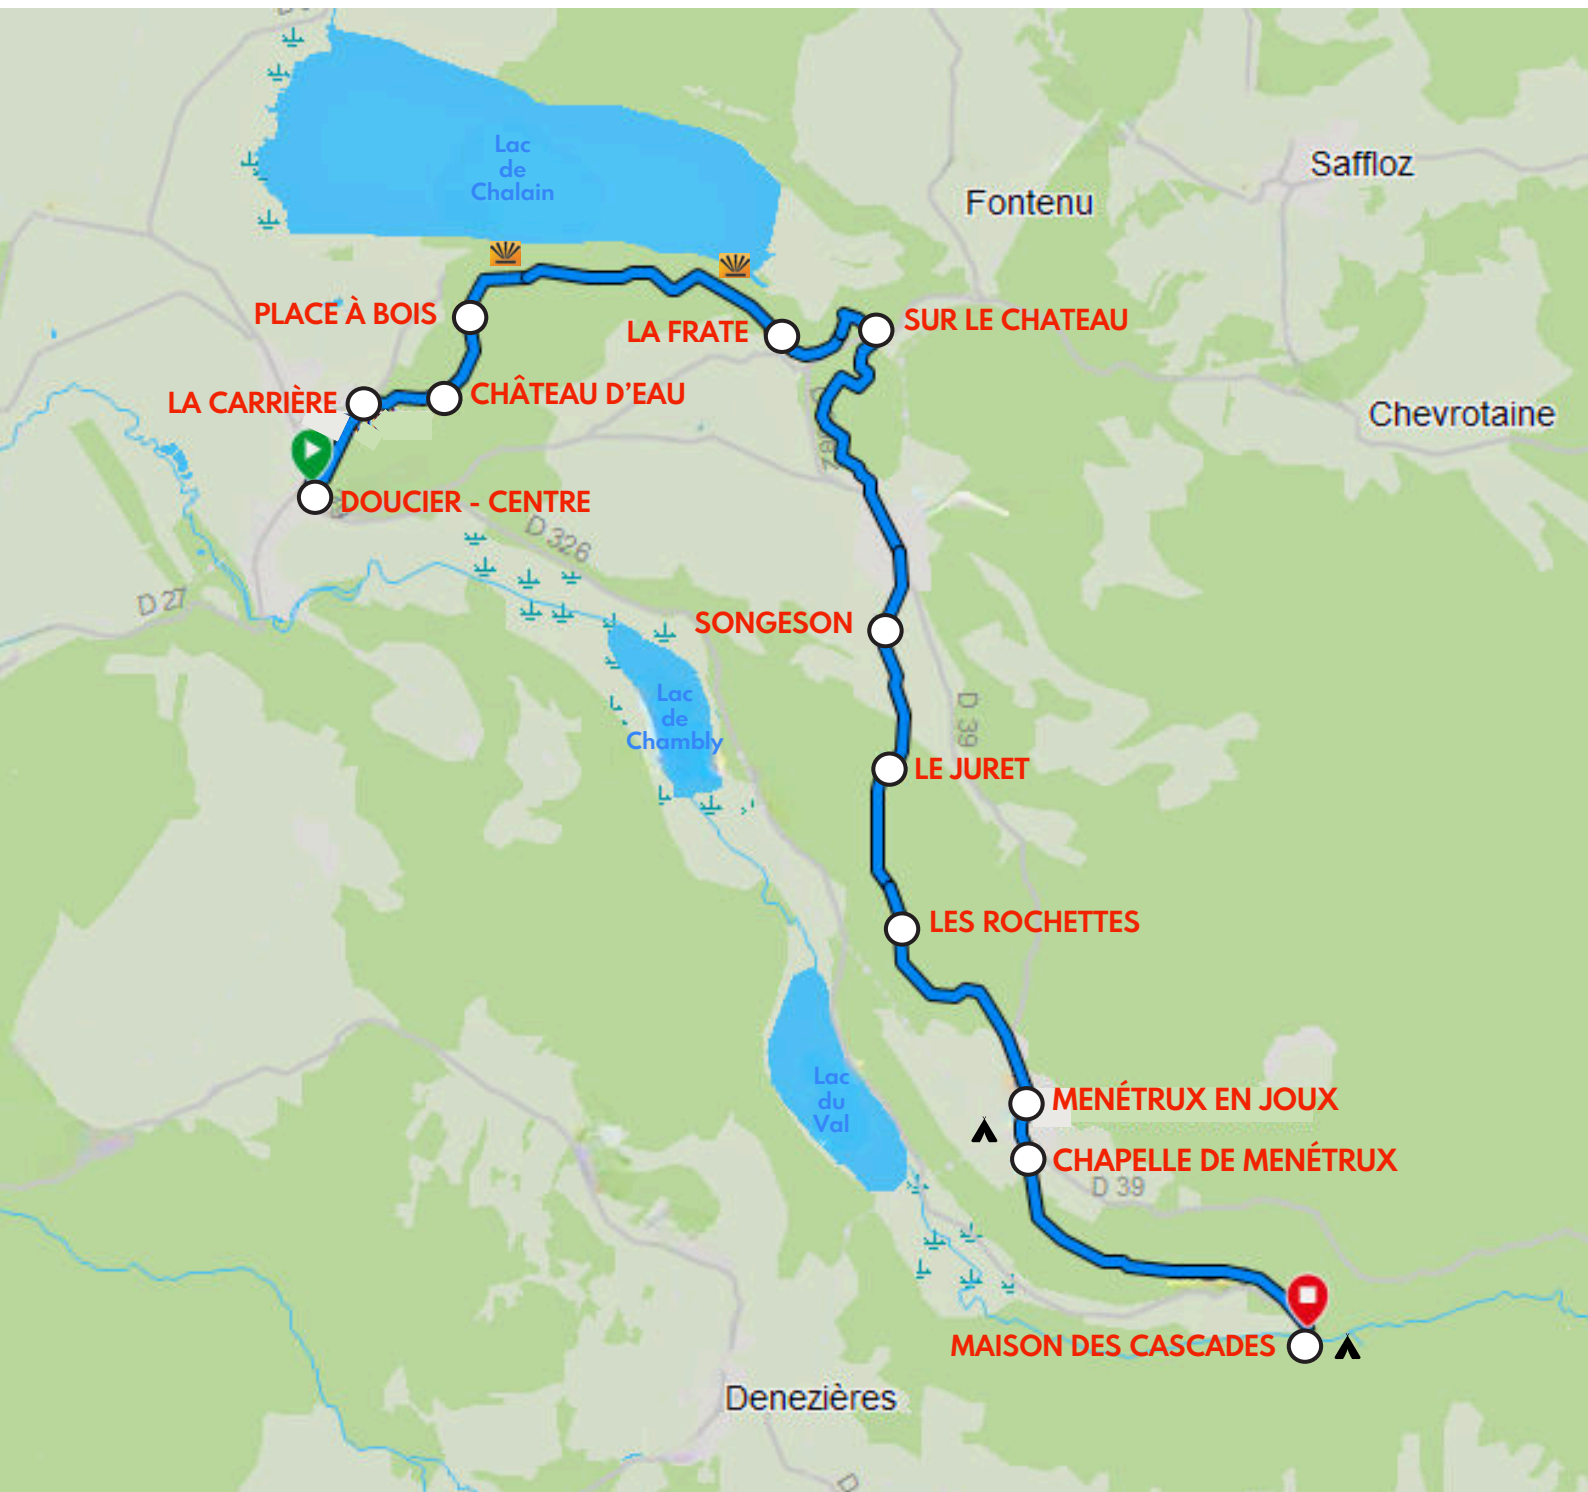 Lac
de
Chalain
Saffloz
Fontenu
PLACE À BOIS
LA FRATE
SUR LE CHATEAU
LA CARRIÈRE
CHÂTEAU D'EAU
Chevrotaine
DOUCIER - CENTRE
D 326
D 27
SONGESON
Lac
de
Chambly
D 39
LE JURET
LES ROCHETTES
Lac
du
Val
MENÉTRUX EN JOUX
CHAPELLE DE MENÉTRUX
D 39
MAISON DES CASCADES
Denezières
D